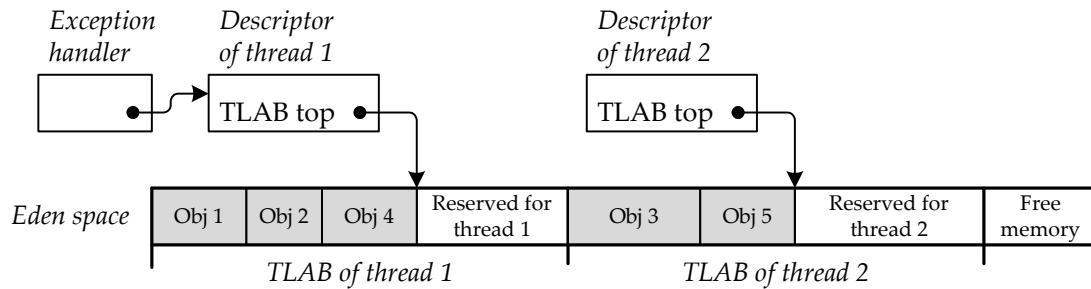 Exception
handler
Descriptor
of thread 1
Descriptor
of thread 2
TLAB top
TLAB top
Eden space
Obj 1
Obj 2
Obj 4
Reserved for
thread 1
Obj 3
Obj 5
Reserved for
thread 2
Free
memory
TLAB of thread 1
TLAB of thread 2